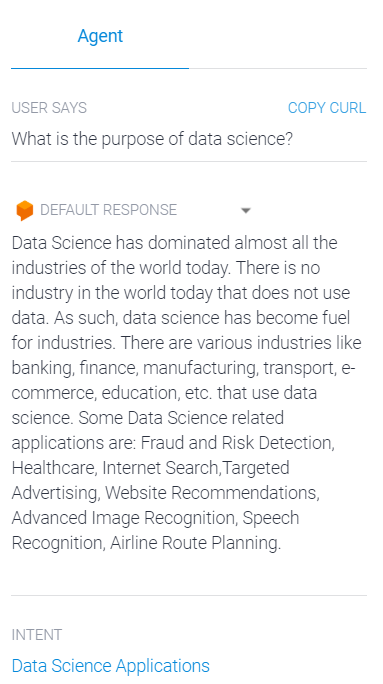 Agent
USER SAYS
COPY CURL
What is the purpose of data science?
DEFAULT RESPONSE
Data Science has dominated almost all the
industries of the world today. There is no
industry in the world today that does not use
data. As such, data science has become fuel
for industries. There are various industries like
banking, finance, manufacturing, transport, e-
commerce, education, etc. that use data
science. Some Data Science related
applications are: Fraud and Risk Detection,
Healthcare, Internet Search,Targeted
Advertising, Website Recommendations,
Advanced Image Recognition, Speech
Recognition, Airline Route Planning.
INTENT
Data Science Applications